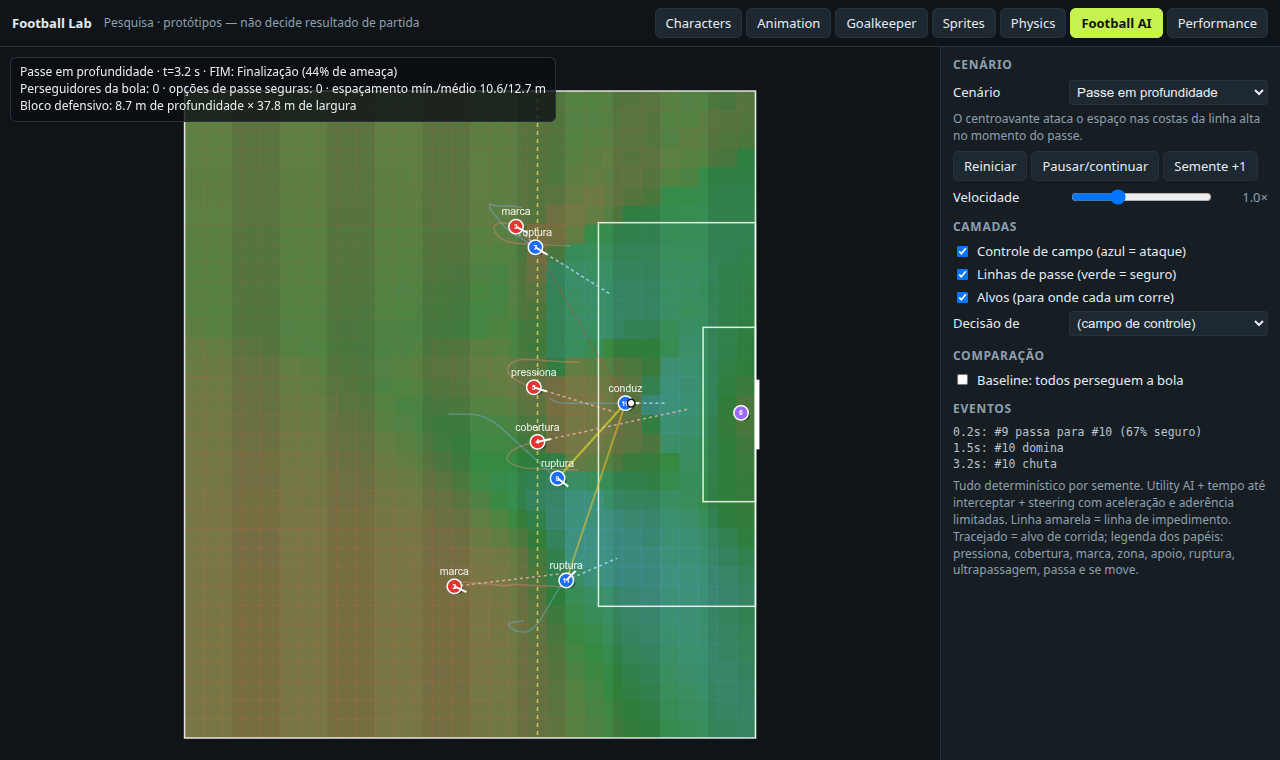 Football Lab
Pesquisa · protótipos — não decide resultado de partida
Characters
Animation
Goalkeeper
Sprites
Physics
Football AI
Performance
Passe em profundidade · t=3.2 s · FIM: Finalização (44% de ameaça)
Perseguidores da bola: 0 · opções de passe seguras: 0 · espaçamento mín./médio 10.6/12.7 m
Bloco defensivo: 8.7 m de profundidade × 37.8 m de largura
marca
ruptura
pressiona
conduz
cobertura
ruptura
ruptura
marca
CENÁRIO
Cenário
Passe em profundidade
O centroavante ataca o espaço nas costas da linha alta
no momento do passe.
Reiniciar
Pausar/continuar
Semente +1
Velocidade
1.0×
CAMADAS
Controle de campo (azul = ataque)
Linhas de passe (verde = seguro)
Alvos (para onde cada um corre)
Decisão de
(campo de controle)
COMPARAÇÃO
Baseline: todos perseguem a bola
EVENTOS
0.2s: #9 passa para #10 (67% seguro)
1.5s: #10 domina
3.2s: #10 chuta
Tudo determinístico por semente. Utility AI + tempo até
interceptar + steering com aceleração e aderência
limitadas. Linha amarela = linha de impedimento.
Tracejado = alvo de corrida; legenda dos papéis:
pressiona, cobertura, marca, zona, apoio, ruptura,
ultrapassagem, passa e se move.